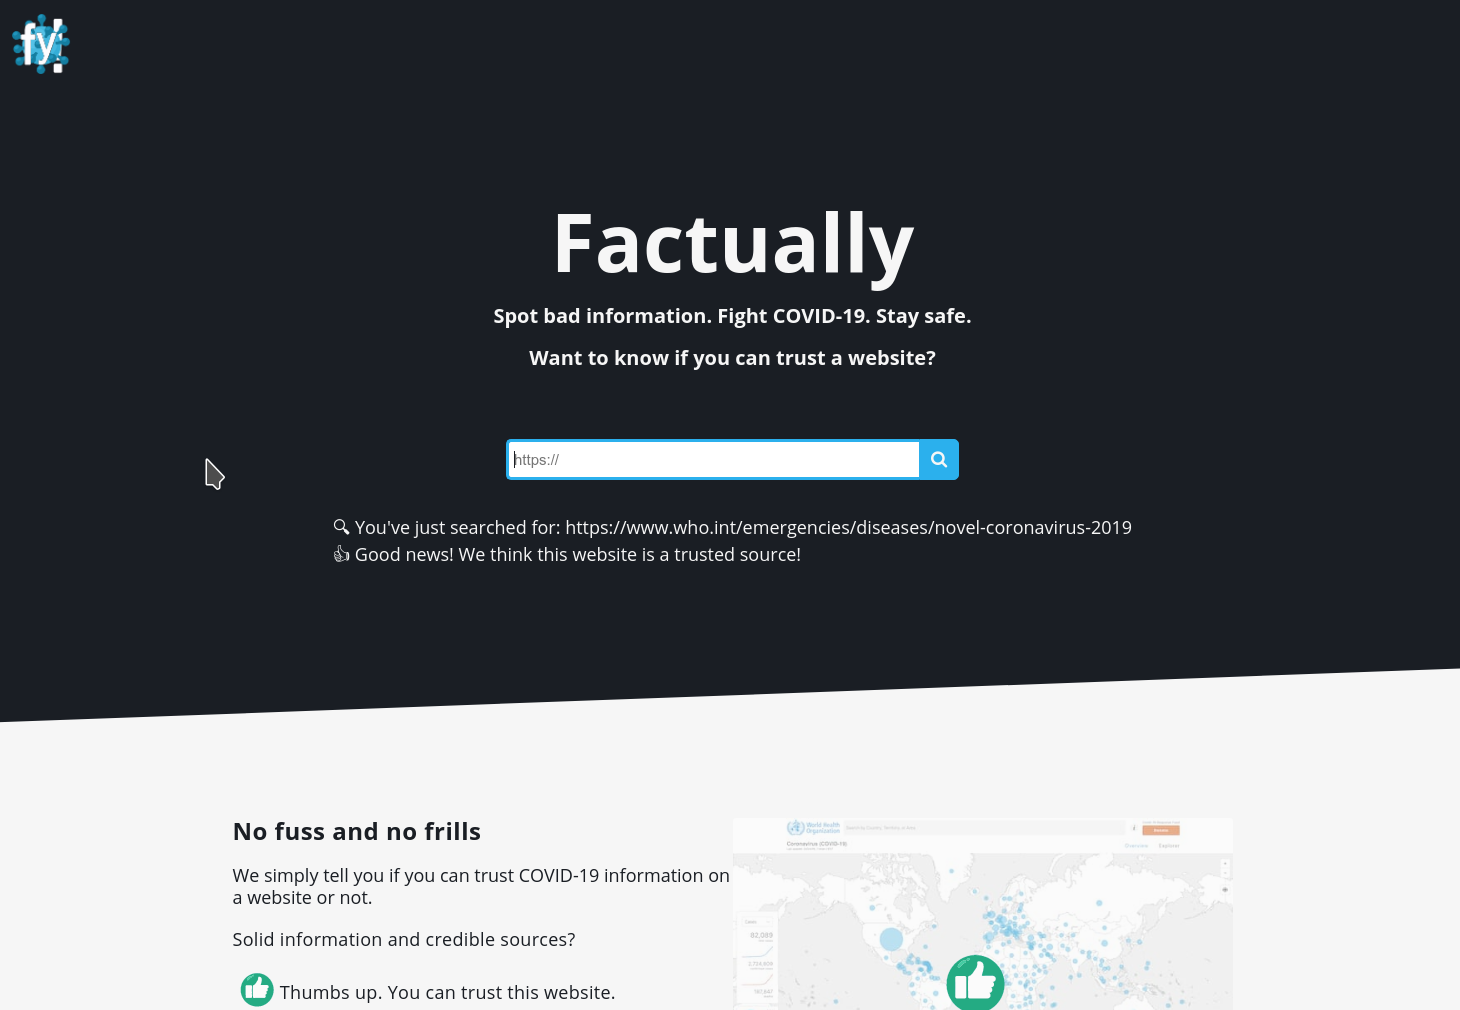 fy!
Factually
Spot bad information. Fight COVID-19. Stay safe.
Want to know if you can trust a website?
https://
🔍 You've just searched for: https://www.who.int/emergencies/diseases/novel-coronavirus-2019
👍 Good news! We think this website is a trusted source!
No fuss and no frills
We simply tell you if you can trust COVID-19 information on
a website or not.
Solid information and credible sources?
Thumbs up. You can trust this website.
World Health
Organization
Coronavirus (COVID-19)
Overview
Explorer